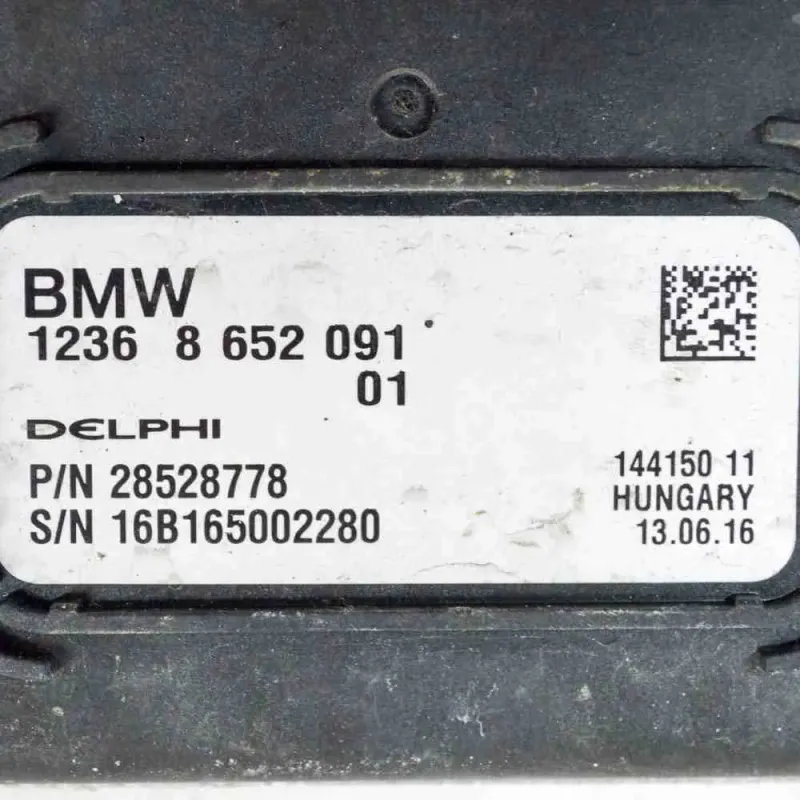 BMW
1236 8 652 091
01
DELPHI
P/N 28528778
S/N 16B165002280
144150 11
HUNGARY
13.06.16